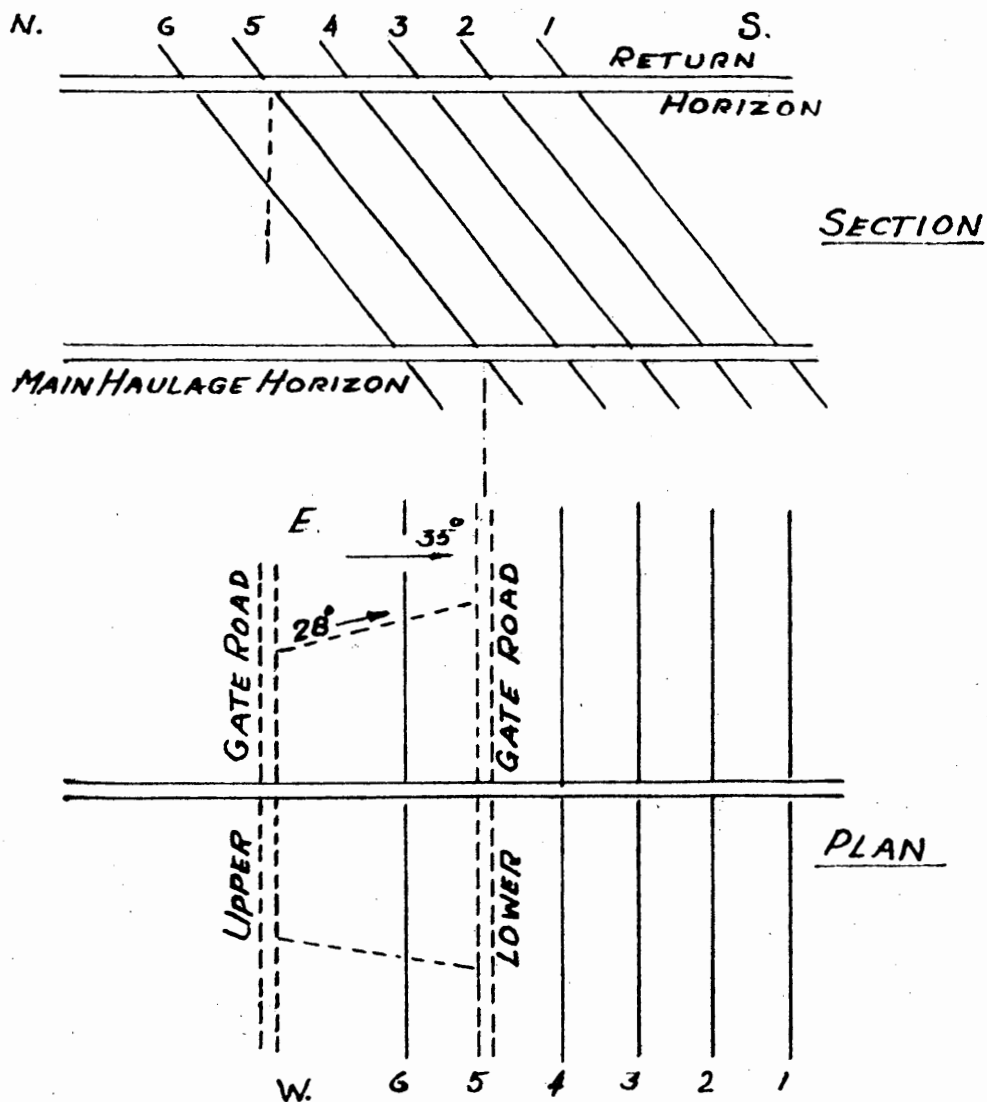 N. 6 5 4 3 2 1 S.
RETURN
HORIZON
SECTION
MAIN HAULAGE HORIZON
E.
35°
28°
GATE ROAD
GATE ROAD
UPPER
LOWER
PLAN
W. 6 5 4 3 2 1